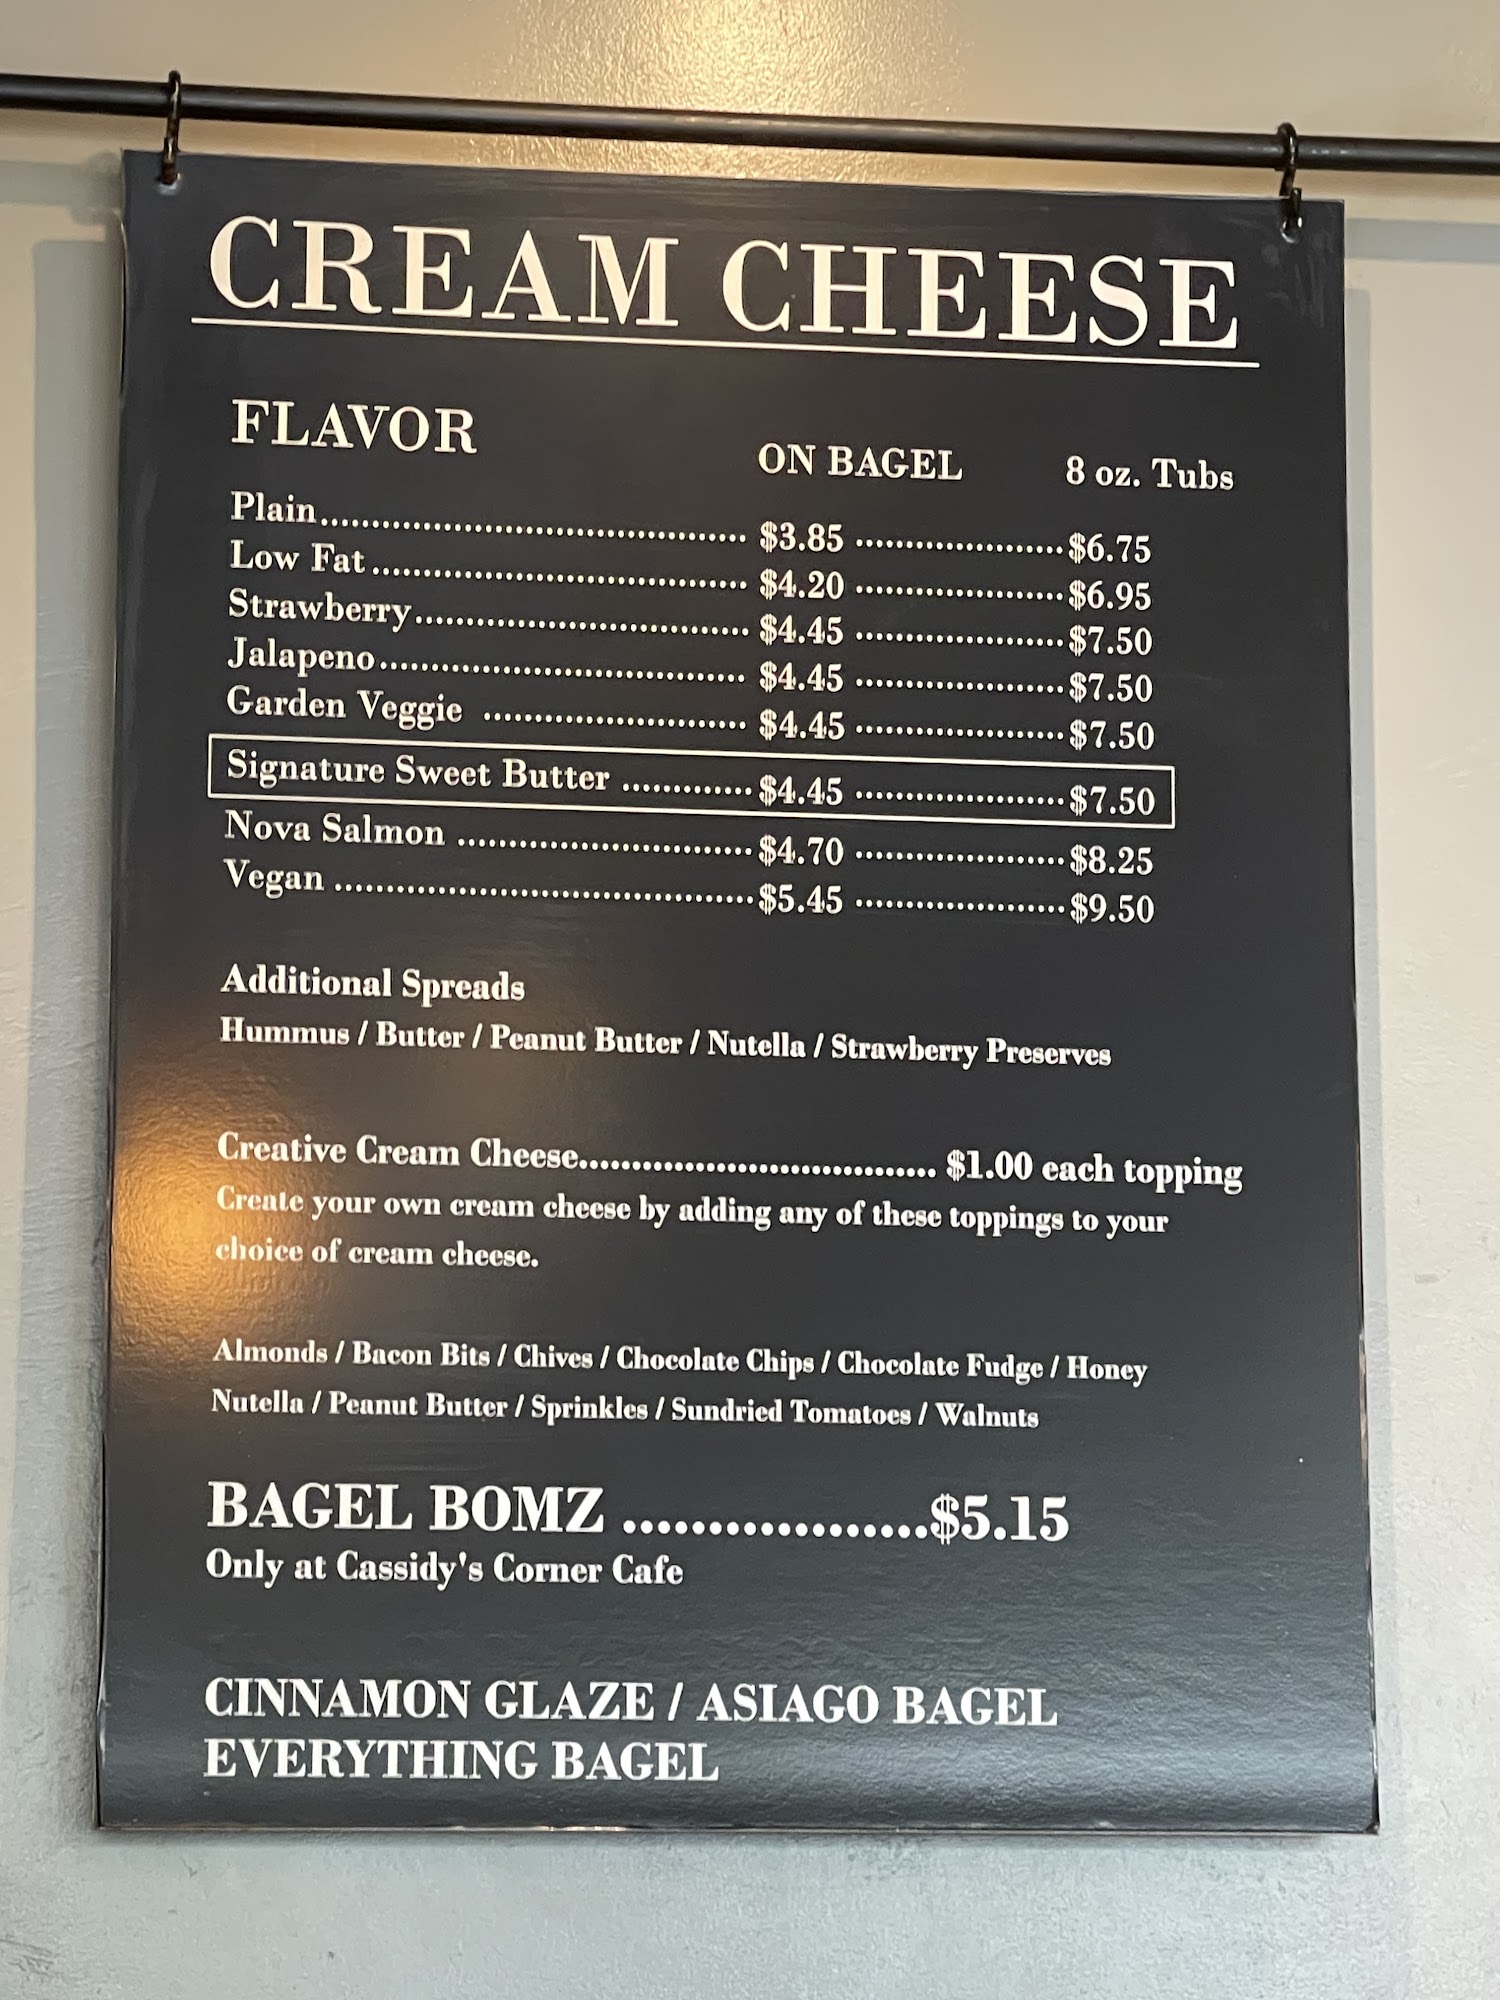 CREAM CHEESE
FLAVOR ON BAGEL 8 oz. Tubs
Plain $3.85 $6.75
Low Fat $4.20 $6.95
Strawberry $4.45 $7.50
Jalapeno $4.45 $7.50
Garden Veggie $4.45 $7.50
Signature Sweet Butter $4.45 $7.50
Nova Salmon $4.70 $8.25
Vegan $5.45 $9.50
Additional Spreads
Hummus / Butter / Peanut Butter / Nutella / Strawberry Preserves
Creative Cream Cheese $1.00 each topping
Create your own cream cheese by adding any of these toppings to your
choice of cream cheese.
Almonds / Bacon Bits / Chives / Chocolate Chips / Chocolate Fudge / Honey
Nutella / Peanut Butter / Sprinkles / Sundried Tomatoes / Walnuts
BAGEL BOMZ $5.15
Only at Cassidy's Corner Cafe
CINNAMON GLAZE / ASIAGO BAGEL
EVERYTHING BAGEL